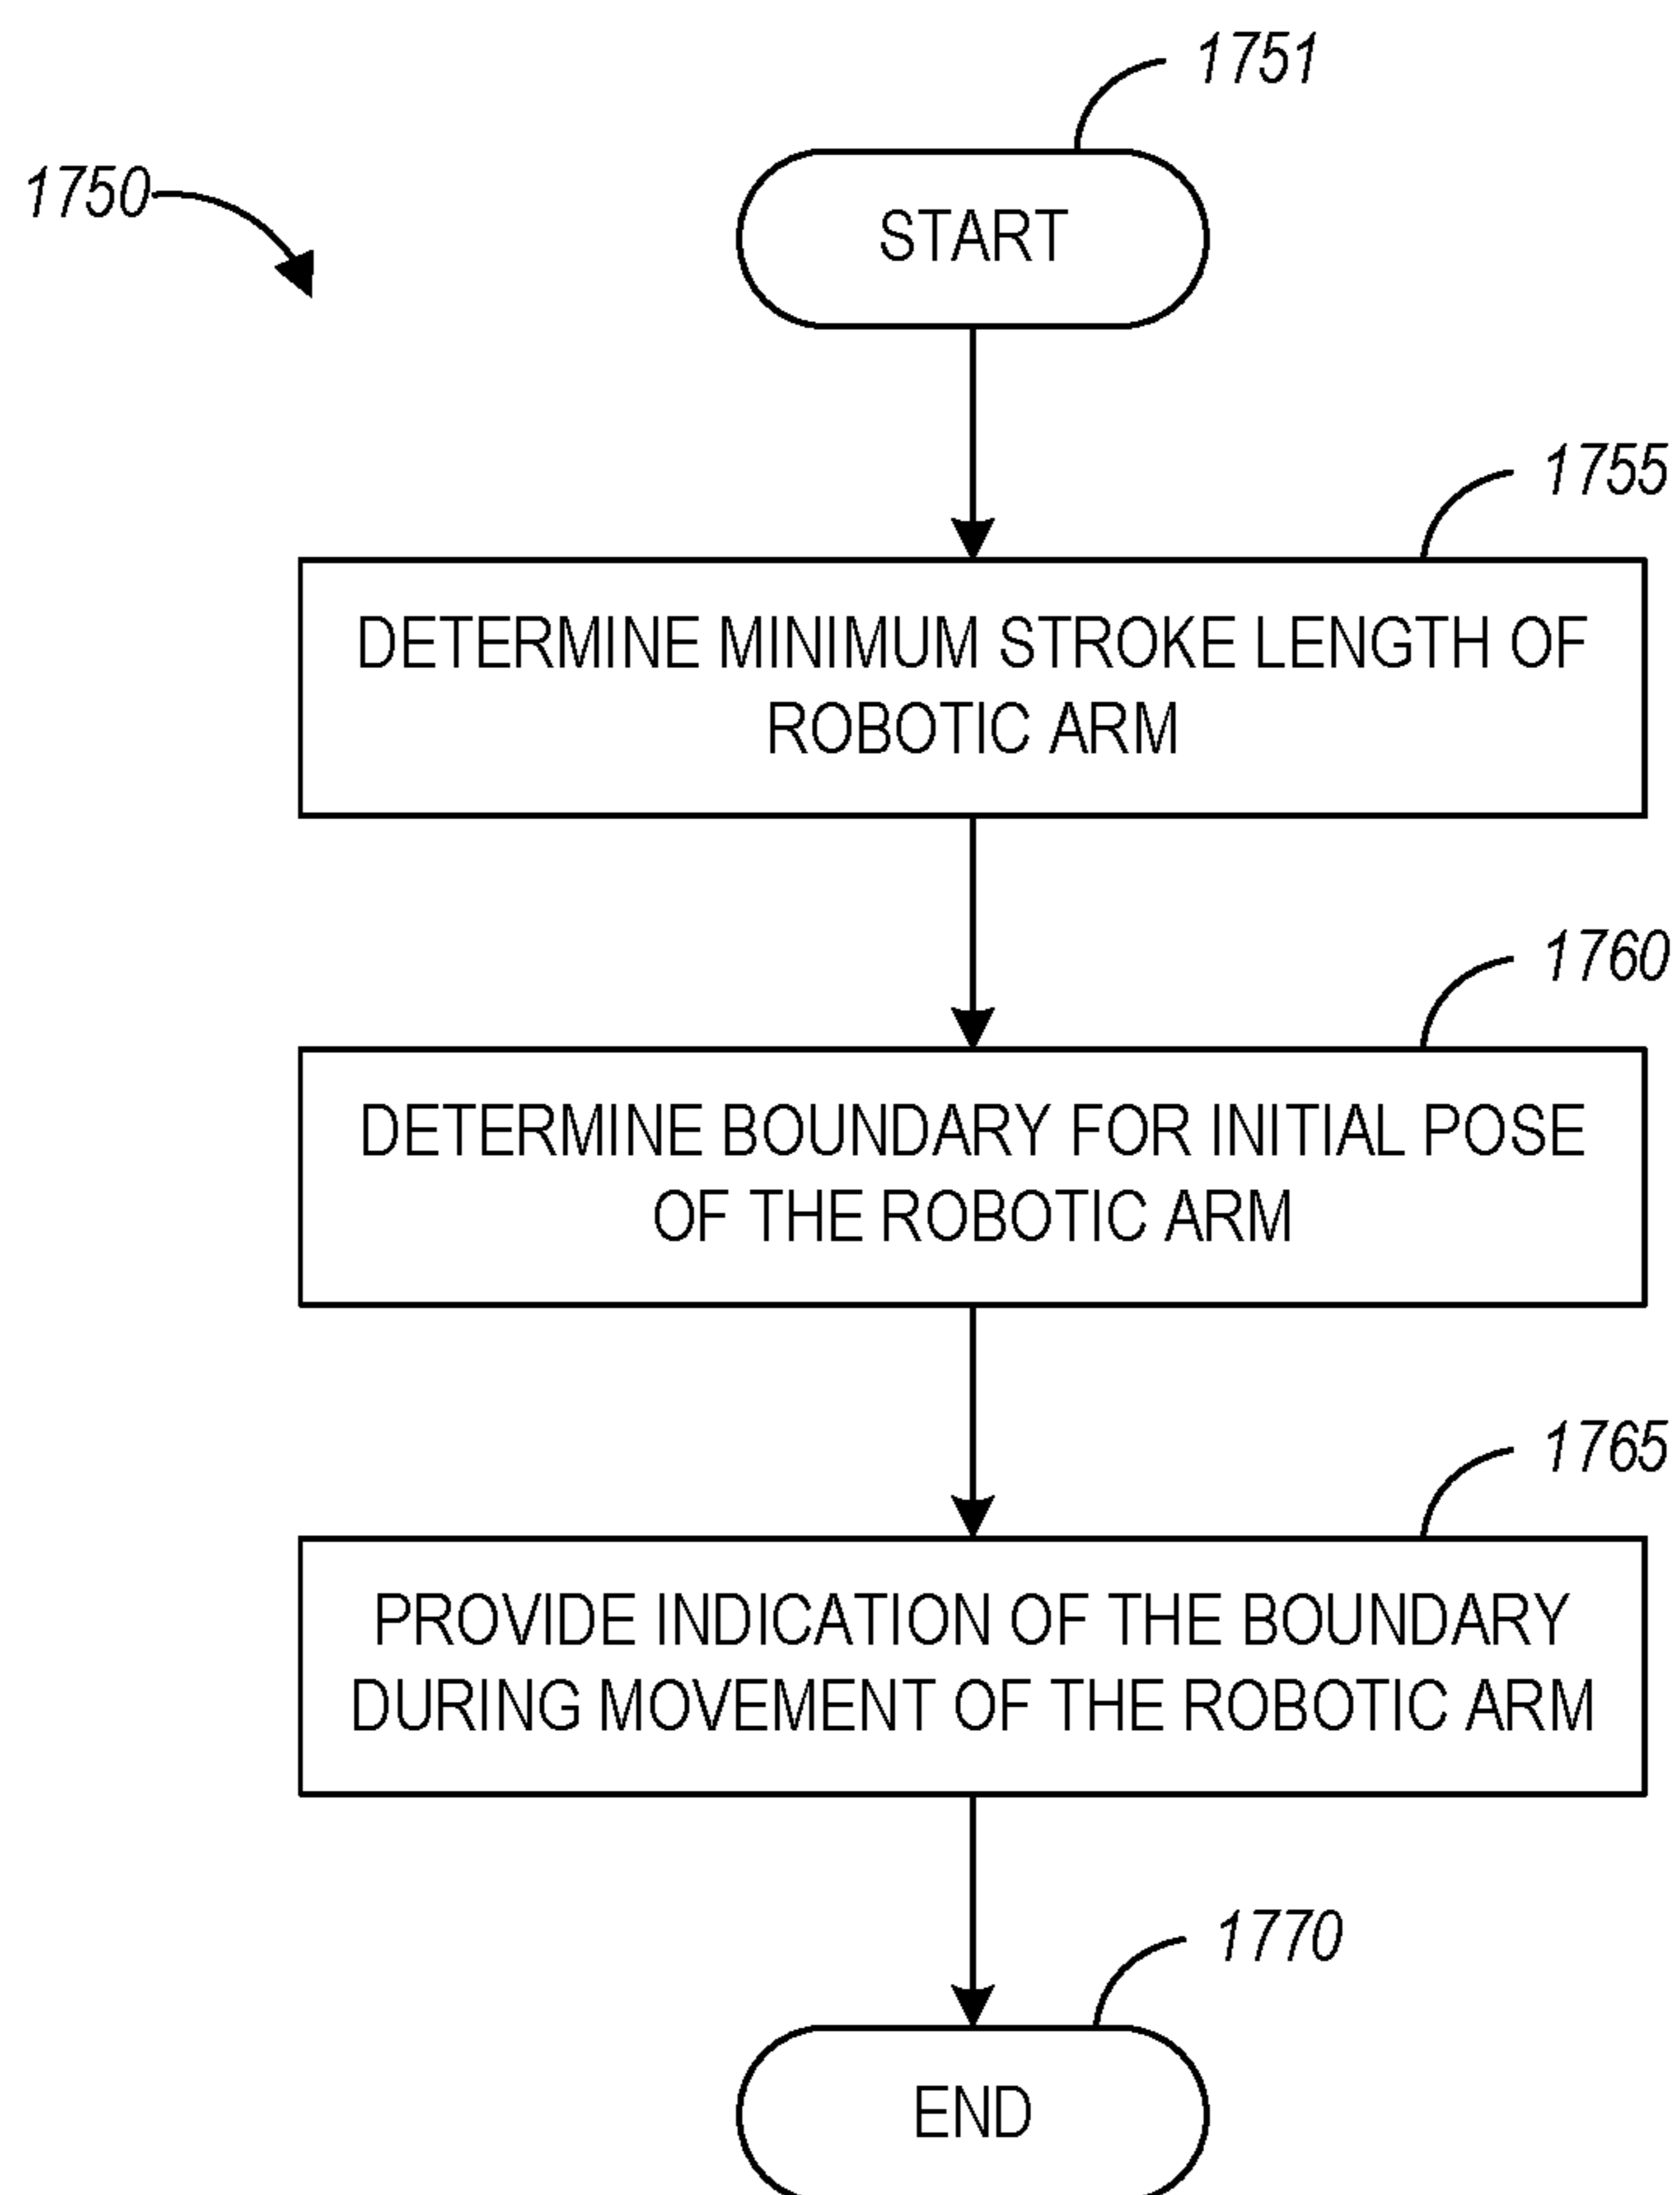 1751
1750
START
1755
DETERMINE MINIMUM STROKE LENGTH OF
ROBOTIC ARM
1760
DETERMINE BOUNDARY FOR INITIAL POSE
OF THE ROBOTIC ARM
1765
PROVIDE INDICATION OF THE BOUNDARY
DURING MOVEMENT OF THE ROBOTIC ARM
1770
END